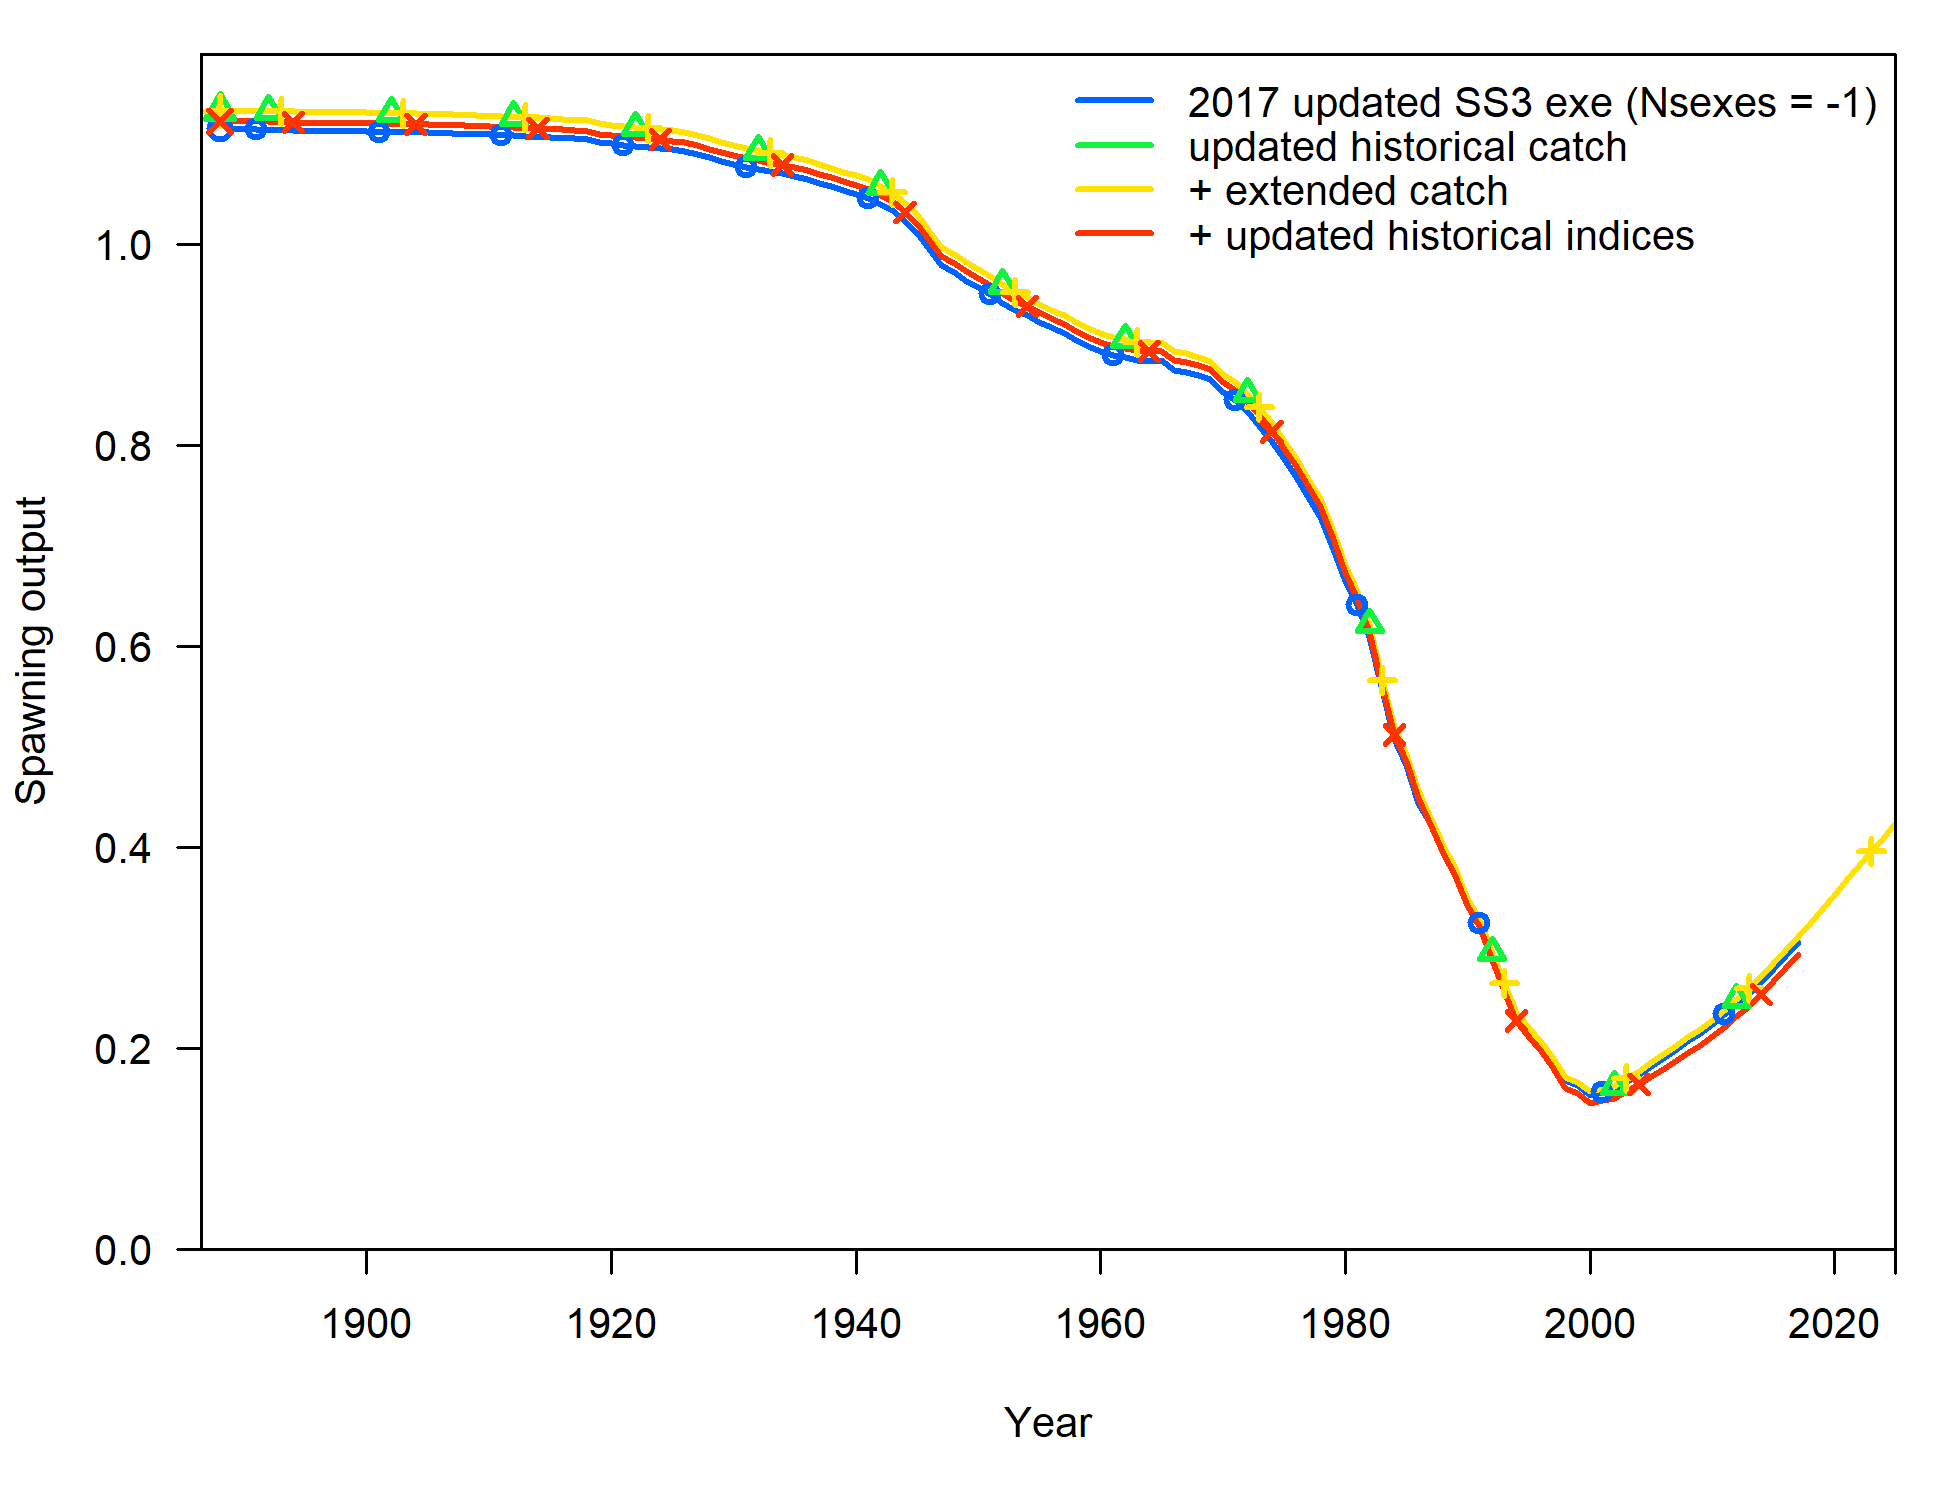 2017 updated SS3 exe (Nsexes = -1)
updated historical catch
+ extended catch
+ updated historical indices
Spawning output
1.0
0.8
0.6
0.4
0.2
0.0
1900 1920 1940 1960 1980 2000 2020
Year